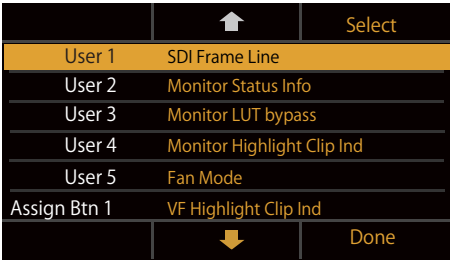 Select
User 1 SDI Frame Line
User 2 Monitor Status Info
User 3 Monitor LUT bypass
User 4 Monitor Highlight Clip Ind
User 5 Fan Mode
Assign Btn 1 VF Highlight Clip Ind
Done